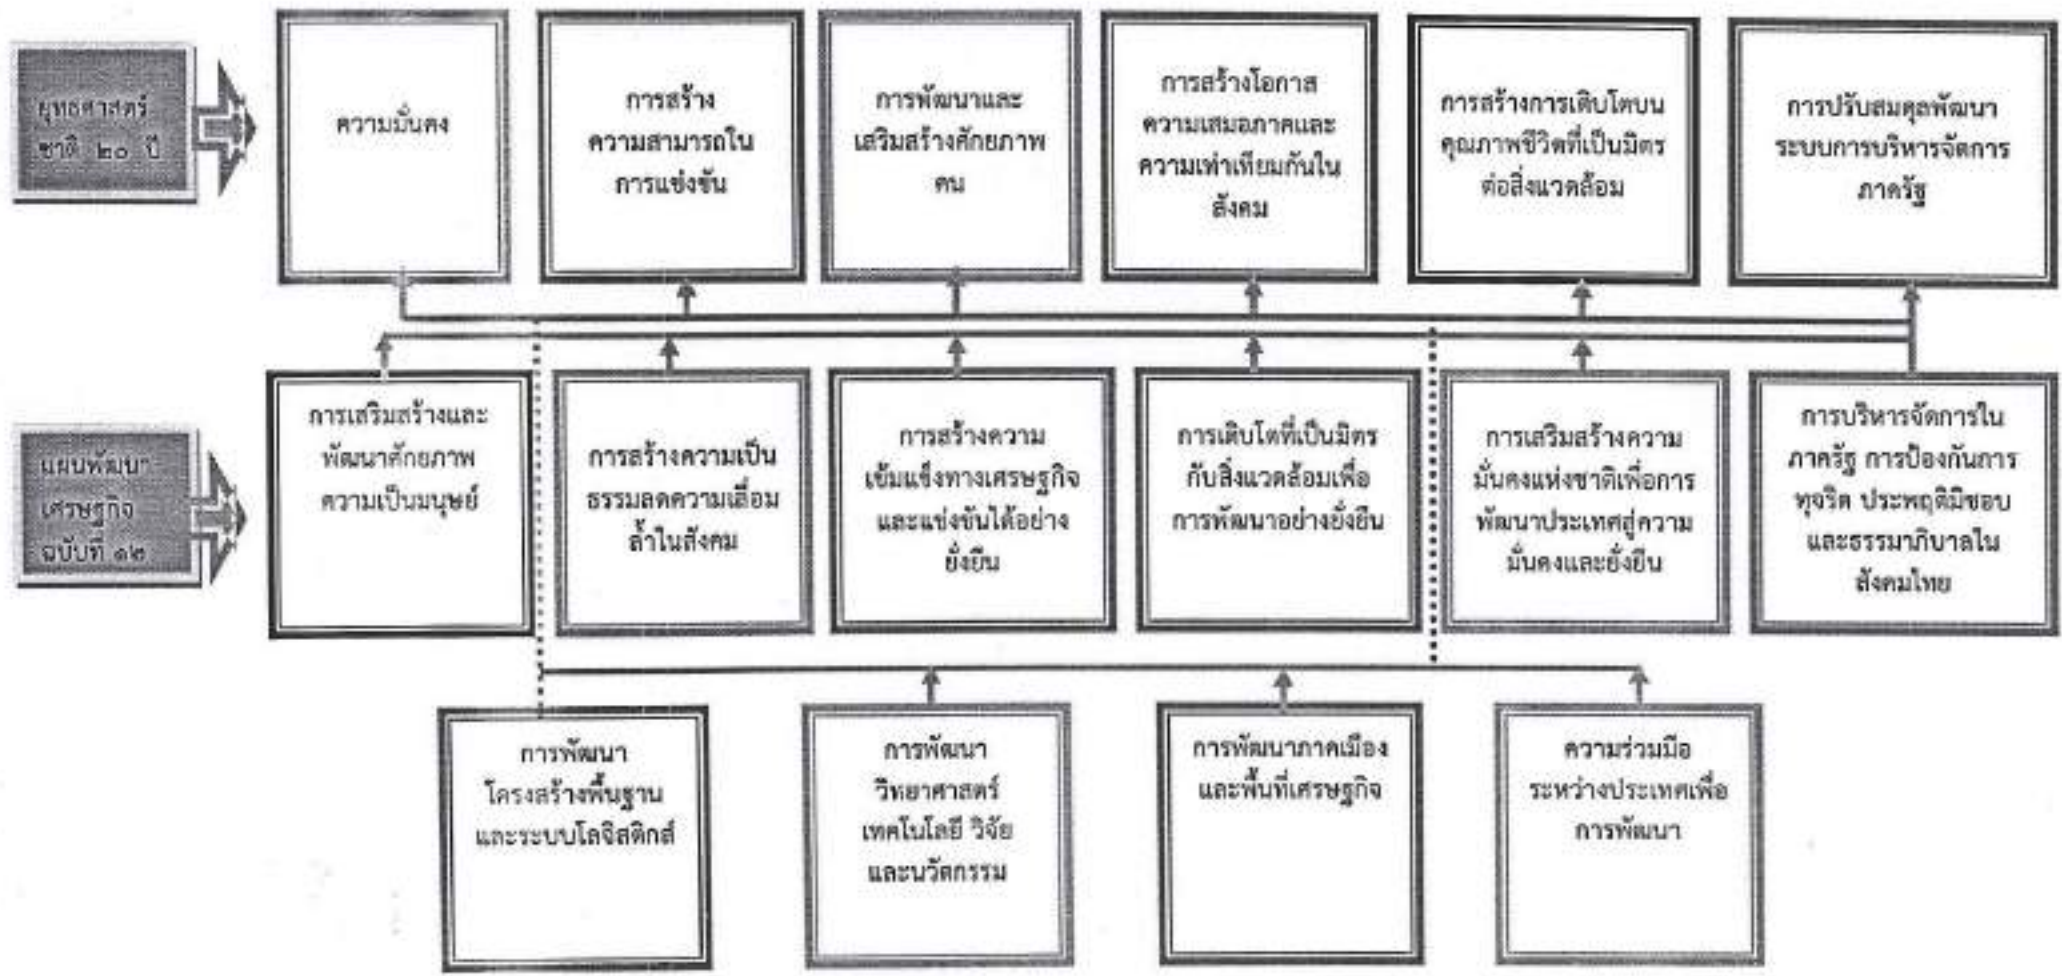 ยุทธศาสตร์
ชาติ ๒๐ ปี
ความมั่นคง
การสร้าง
ความสามารถใน
การแข่งขัน
การพัฒนาและ
เสริมสร้างศักยภาพ
คน
การสร้างโอกาส
ความเสมอภาคและ
ความเท่าเทียมกันใน
สังคม
การสร้างการเติบโตบน
คุณภาพชีวิตที่เป็นมิตร
ต่อสิ่งแวดล้อม
การปรับสมดุลพัฒนา
ระบบการบริหารจัดการ
ภาครัฐ
แผนพัฒนา
เศรษฐกิจ
ฉบับที่ ๑๒
การเสริมสร้างและ
พัฒนาศักยภาพ
ความเป็นมนุษย์
การสร้างความเป็น
ธรรมลดความเลื่อม
ล้ำในสังคม
การสร้างความ
เข้มแข็งทางเศรษฐกิจ
และแข่งขันได้อย่าง
ยั่งยืน
การเติบโตที่เป็นมิตร
กับสิ่งแวดล้อมเพื่อ
การพัฒนาอย่างยั่งยืน
การเสริมสร้างความ
มั่นคงแห่งชาติเพื่อการ
พัฒนาประเทศสู่ความ
มั่นคงและยั่งยืน
การบริหารจัดการใน
ภาครัฐ การป้องกันการ
ทุจริต ประพฤติมิชอบ
และธรรมาภิบาลใน
สังคมไทย
การพัฒนา
โครงสร้างพื้นฐาน
และระบบโลจิสติกส์
การพัฒนา
วิทยาศาสตร์
เทคโนโลยี วิจัย
และนวัตกรรม
การพัฒนาภาคเมือง
และพื้นที่เศรษฐกิจ
ความร่วมมือ
ระหว่างประเทศเพื่อ
การพัฒนา